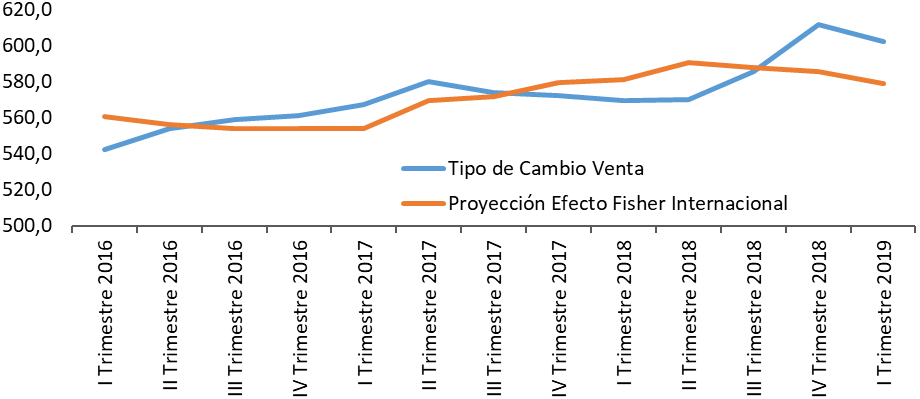 620,0
600,0
580,0
560,0
540,0
520,0
500,0
Tipo de Cambio Venta
Proyección Efecto Fisher Internacional
I Trimestre 2016
II Trimestre 2016
III Trimestre 2016
IV Trimestre 2016
I Trimestre 2017
II Trimestre 2017
III Trimestre 2017
IV Trimestre 2017
I Trimestre 2018
II Trimestre 2018
III Trimestre 2018
IV Trimestre 2018
I Trimestre 2019